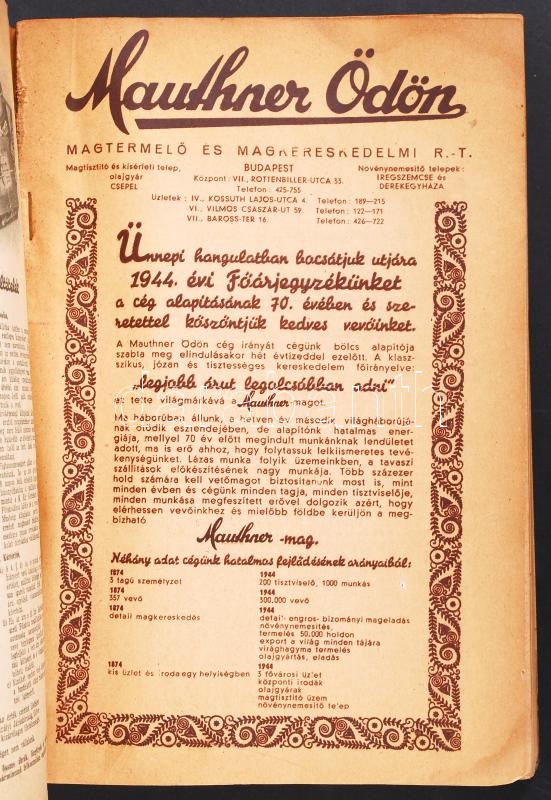 Mauthner Ödön
MAGTERMELŐ ÉS MAGKERESKEDELMI R.-T.
Magtisztító és kísérleti telep,
olajgyár
CSEPEL
BUDAPEST
Központ: VII., ROTTENBILLER-UTCA 33.
Telefon: 425-755
Üzletek: IV., KOSSUTH LAJOS-UTCA 4. Telefon: 189—215
VI., VILMOS CSÁSZÁR-ÚT 59. Telefon: 122—171
VII., BAROSS-TÉR 16. Telefon: 426—722
Növénynemesítő telepek:
IREGSZEMCSE és
DEREKEGYHÁZA
Ünnepi hangulatban bocsátjuk utjára
1944. évi Főárjegyzékünket
a cég alapításának 70. évében és sze-
retettel köszöntjük kedves vevőinket.
A Mauthner Ödön cég irányát cégünk bölcs alapítója
szabta meg elindulásakor hét évtizeddel ezelőtt. A klasz-
szikus, józan és tisztességes kereskedelem főirányelve:
„legjobb árut legolcsóbban adni"
tette világmárkává a Mauthner-magot.
Ma háborúban állunk, a hetven év második világháborújá-
nak ötödik esztendejében, de alapítónk hatalmas ener-
giája, mellyel 70 év előtt megindult munkánknak lendületet
adott, ma is erő ahhoz, hogy folytassuk lelkiismeretes tevé-
kenységünket. Lázas munka folyik üzemeinkben, a tavaszi
szállítások előkészítésének nagy munkája. Több százezer
hold számára kell vetőmagot biztosítanunk most is, mint
minden évben és cégünk minden tagja, minden tisztviselője,
minden munkása megfeszített erővel dolgozik azért, hogy
elérhessen vevőinkhez és mielőbb földbe kerüljön a meg-
bízható
Mauthner -mag.
Néhány adat cégünk hatalmas fejlődésének arányaiból:
1874
3 tagú személyzet
1944
200 tisztviselő, 1000 munkás
1874
357 vevő
1944
300.000 vevő
1874
detail magkereskedés
1944
detail- engros- bizományi mageladás
növénynemesítés,
termelés 50.000 holdon
export a világ minden tájára
virághagyma termelés
olajgyártás, eladás
1874
kis üzlet és iroda egy helyiségben
1944
3 fővárosi üzlet
központi irodák
olajgyárak
magtisztító üzem
növénynemesítő telep